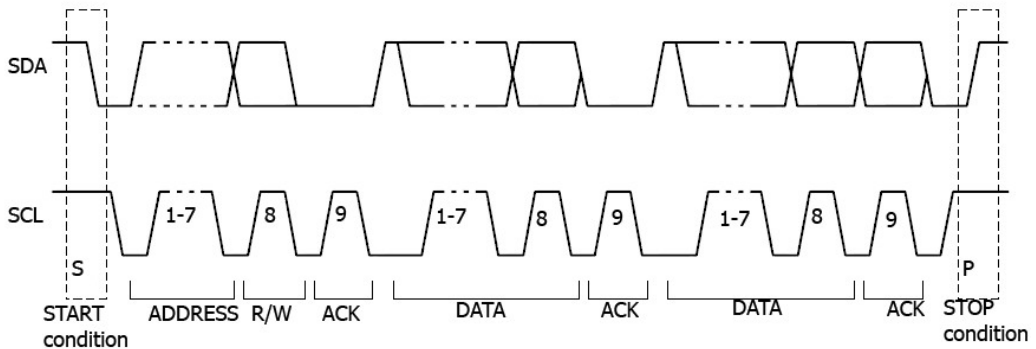 SDA
SCL
1-7
8
9
1-7
8
9
1-7
8
9
S
P
START
condition
ADDRESS
R/W
ACK
DATA
ACK
DATA
ACK
STOP
condition